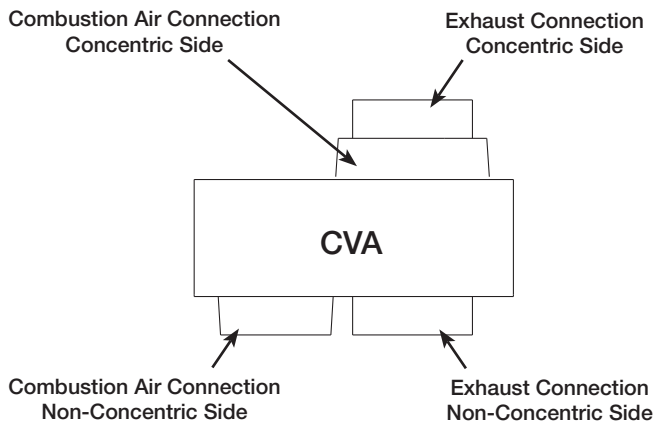 Combustion Air Connection
Concentric Side
Exhaust Connection
Concentric Side
CVA
Combustion Air Connection
Non-Concentric Side
Exhaust Connection
Non-Concentric Side